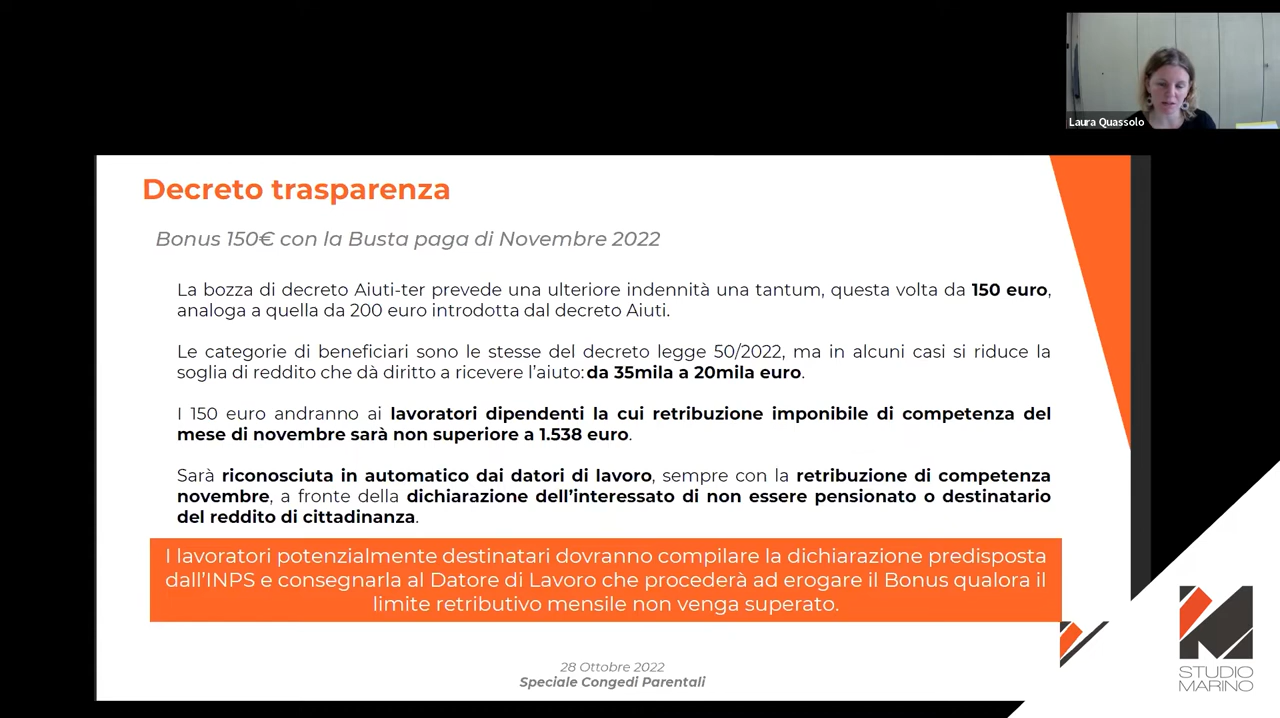 Laura Quassolo
Decreto trasparenza
Bonus 150€ con la Busta paga di Novembre 2022
La bozza di decreto Aiuti-ter prevede una ulteriore indennità una tantum, questa volta da 150 euro,
analoga a quella da 200 euro introdotta dal decreto Aiuti.
Le categorie di beneficiari sono le stesse del decreto legge 50/2022, ma in alcuni casi si riduce la
soglia di reddito che dà diritto a ricevere l'aiuto: da 35mila a 20mila euro.
I 150 euro andranno ai lavoratori dipendenti la cui retribuzione imponibile di competenza del
mese di novembre sarà non superiore a 1.538 euro.
Sarà riconosciuta in automatico dai datori di lavoro, sempre con la retribuzione di competenza
novembre, a fronte della dichiarazione dell'interessato di non essere pensionato o destinatario
del reddito di cittadinanza.
I lavoratori potenzialmente destinatari dovranno compilare la dichiarazione predisposta
dall'INPS e consegnarla al Datore di Lavoro che procederà ad erogare il Bonus qualora il
limite retributivo mensile non venga superato.
28 Ottobre 2022
Speciale Congedi Parentali
STUDIO
MARINO